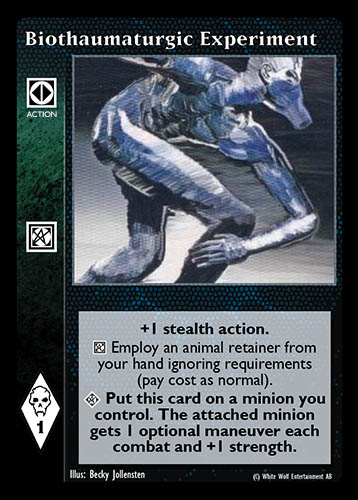 Biothaumaturgic Experiment
ACTION
+1 stealth action.
Employ an animal retainer from
your hand ignoring requirements
(pay cost as normal).
Put this card on a minion you
control. The attached minion
gets 1 optional maneuver each
combat and +1 strength.
1
Illus: Becky Jollensten
(C) White Wolf Entertainment AB